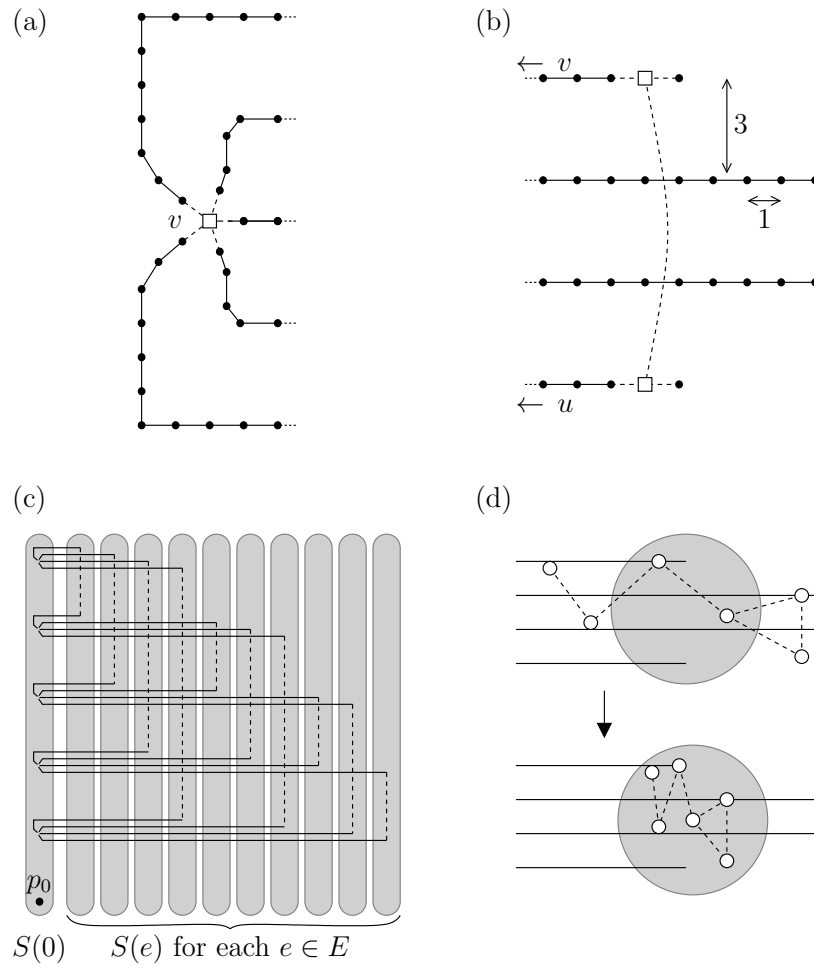 (a)
v
(b)
← v
3
1
← u
(c)
p₀
S(0)
S(e) for each e ∈ E
(d)